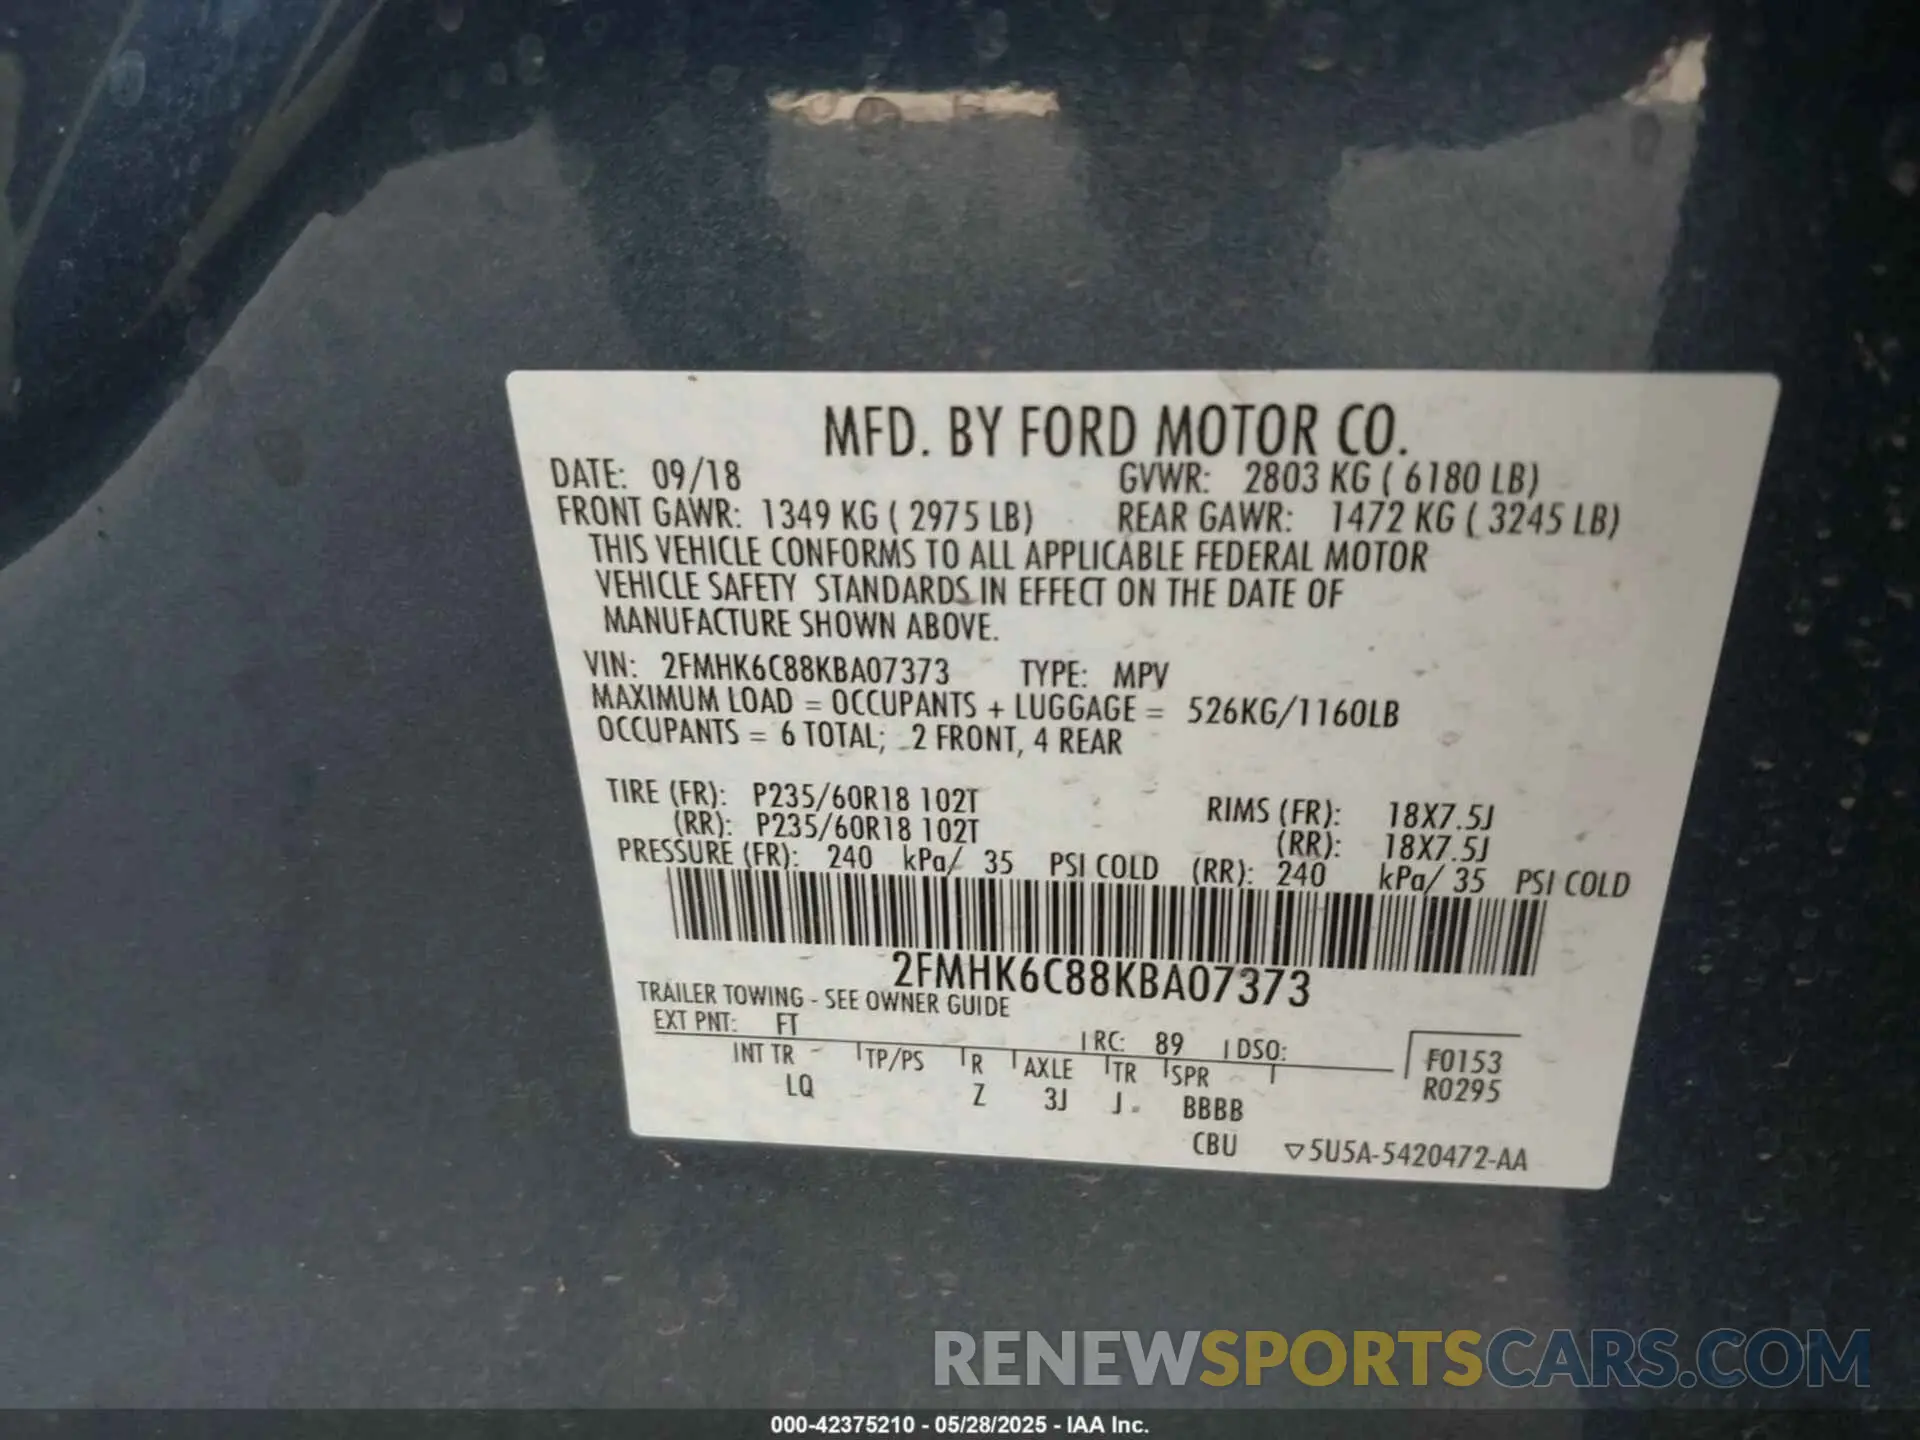 MFD. BY FORD MOTOR CO.
DATE: 09/18 GVWR: 2803 KG ( 6180 LB)
FRONT GAWR: 1349 KG ( 2975 LB) REAR GAWR: 1472 KG ( 3245 LB)
THIS VEHICLE CONFORMS TO ALL APPLICABLE FEDERAL MOTOR
VEHICLE SAFETY STANDARDS IN EFFECT ON THE DATE OF
MANUFACTURE SHOWN ABOVE.
VIN: 2FMHK6C88KBA07373 TYPE: MPV
MAXIMUM LOAD = OCCUPANTS + LUGGAGE = 526KG/1160LB
OCCUPANTS = 6 TOTAL; 2 FRONT, 4 REAR
TIRE (FR): P235/60R18 102T RIMS (FR): 18X7.5J
(RR): P235/60R18 102T (RR): 18X7.5J
PRESSURE (FR): 240 kPa/ 35 PSI COLD (RR): 240 kPa/ 35 PSI COLD
2FMHK6C88KBA07373
TRAILER TOWING - SEE OWNER GUIDE
EXT PNT: FT RC: 89 DSO: F0153
INT TR TP/PS R AXLE TR SPR R0295
LQ Z 3J J BBBB
CBU ▽5U5A-5420472-AA
RENEWSPORTSCARS.COM
000-42375210 - 05/28/2025 - IAA Inc.